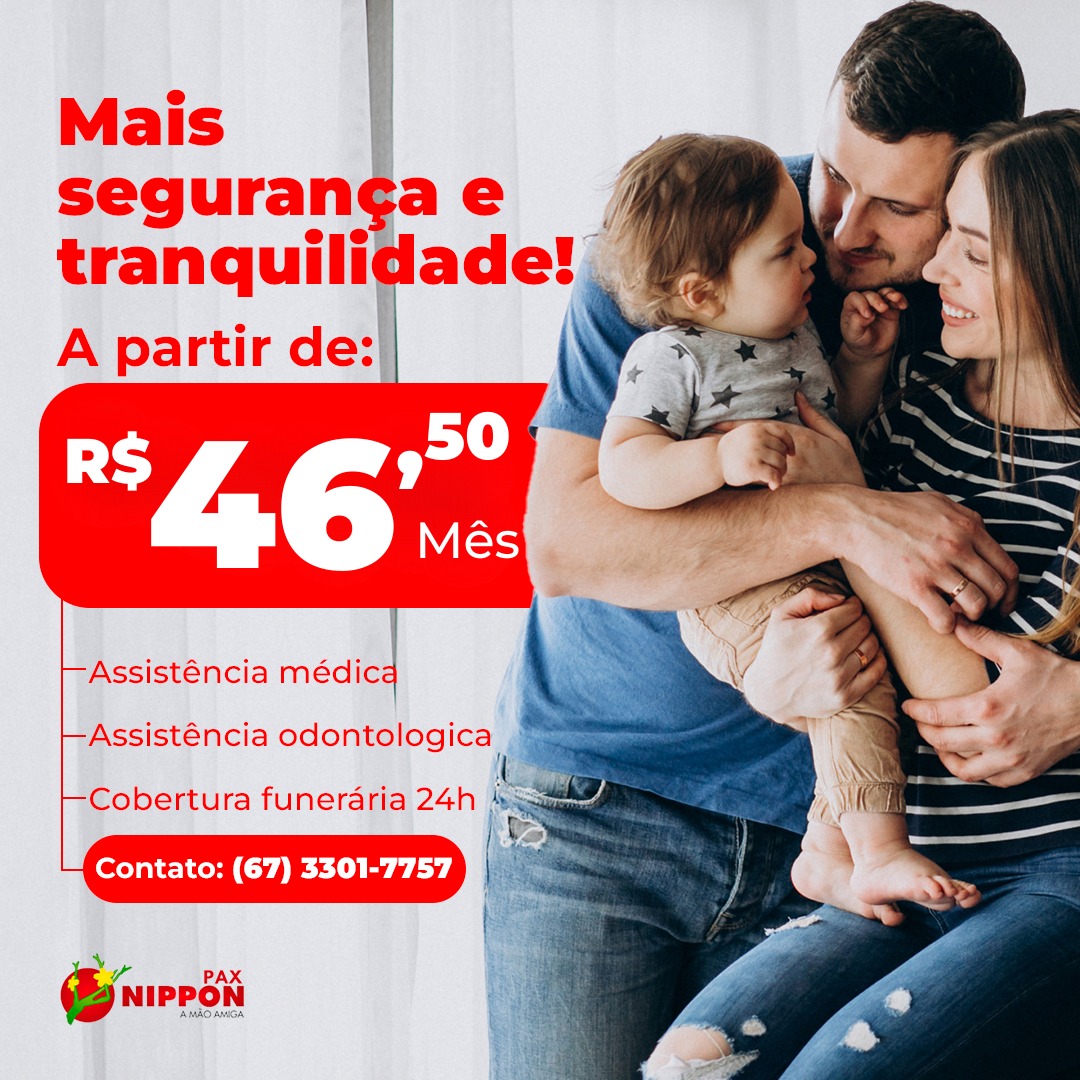 Mais
segurança e
tranquilidade!
A partir de:
R$ 46,50
Mês
Assistência médica
Assistência odontologica
Cobertura funerária 24h
Contato: (67) 3301-7757
PAX
NIPPON
A MÃO AMIGA